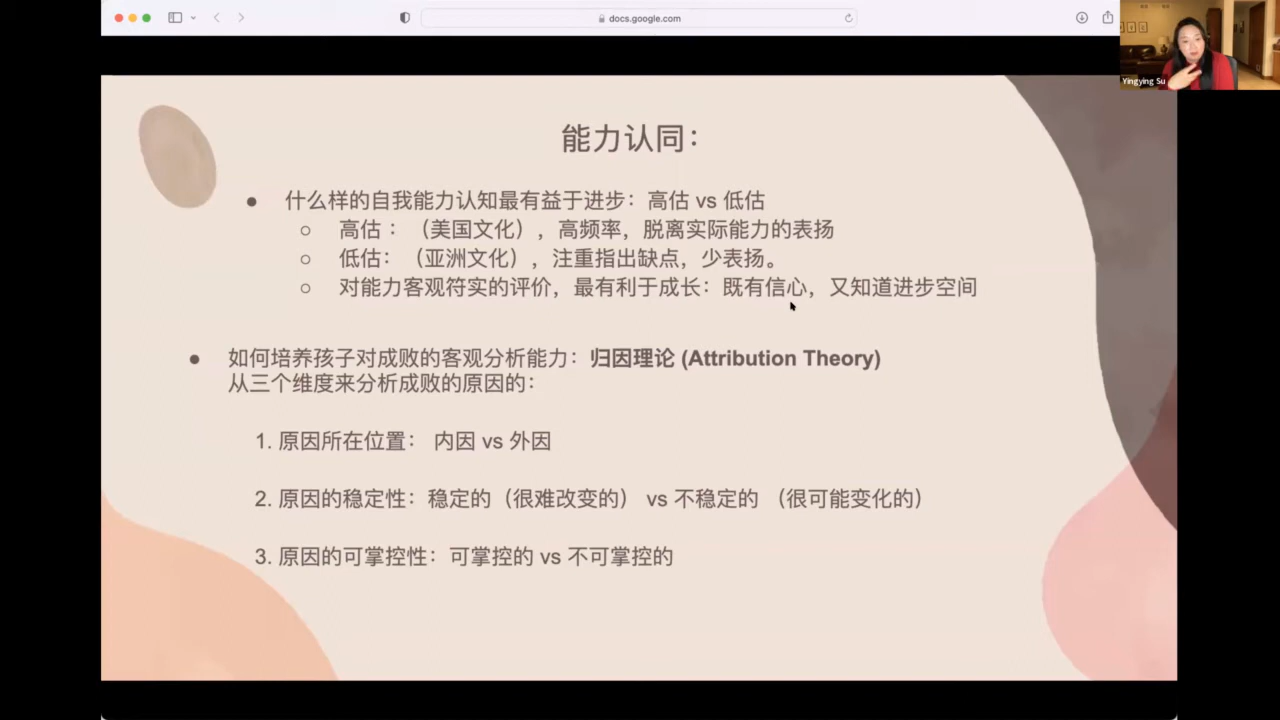 docs.google.com
Yingying Su
能力认同：
什么样的自我能力认知最有益于进步：高估 vs 低估
高估 ：（美国文化），高频率，脱离实际能力的表扬
低估：（亚洲文化），注重指出缺点，少表扬。
对能力客观符实的评价，最有利于成长：既有信心，又知道进步空间
如何培养孩子对成败的客观分析能力：归因理论 (Attribution Theory)
从三个维度来分析成败的原因的：
1. 原因所在位置： 内因 vs 外因
2. 原因的稳定性：稳定的（很难改变的） vs 不稳定的 （很可能变化的）
3. 原因的可掌控性：可掌控的 vs 不可掌控的